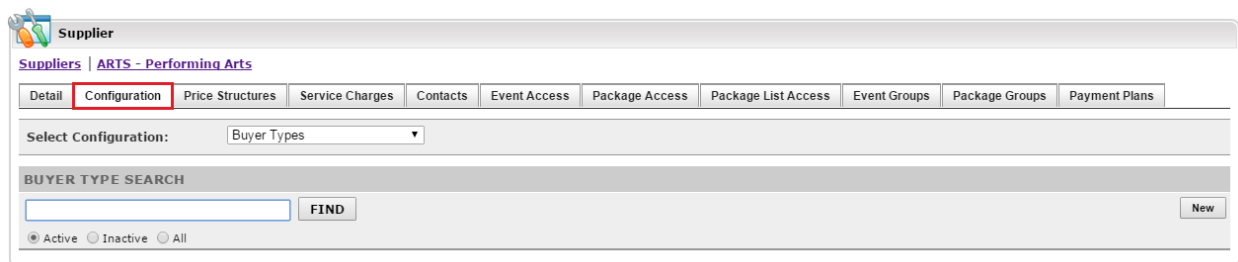 Supplier
Suppliers | ARTS - Performing Arts
Detail Configuration Price Structures Service Charges Contacts Event Access Package Access Package List Access Event Groups Package Groups Payment Plans
Select Configuration: Buyer Types
BUYER TYPE SEARCH
FIND New
Active Inactive All